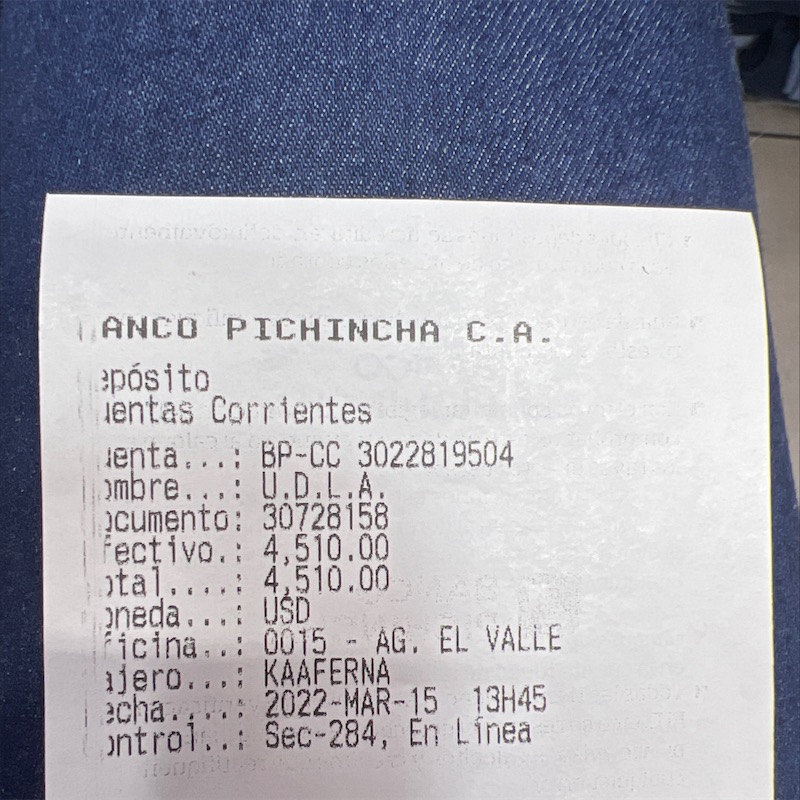 ANCO PICHINCHA C.A.
epósito
uentas Corrientes
uenta...: BP-CC 3022819504
ombre...: U.D.L.A.
ocumento: 30728158
fectivo.: 4,510.00
otal....: 4,510.00
oneda...: USD
ficina..: 0015 - AG. EL VALLE
ajero...: KAAFERNA
echa....: 2022-MAR-15 13H45
ontrol..: Sec-284, En Línea